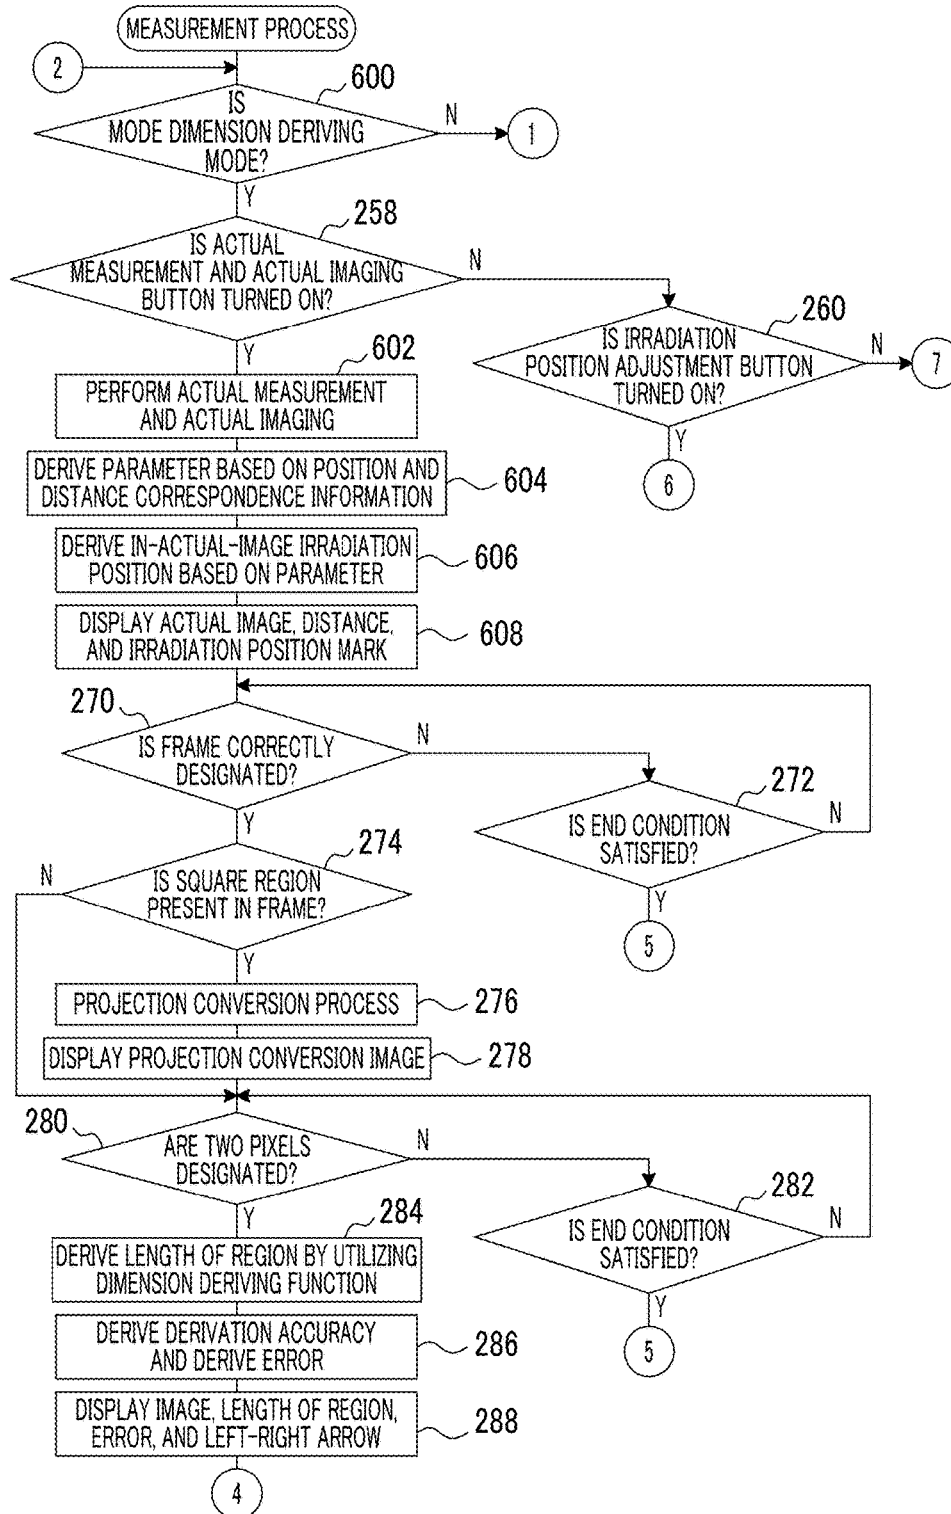 MEASUREMENT PROCESS
2
600
IS
MODE DIMENSION DERIVING
MODE?
N
1
Y
258
IS ACTUAL
MEASUREMENT AND ACTUAL IMAGING
BUTTON TURNED ON?
N
Y
260
IS IRRADIATION
POSITION ADJUSTMENT BUTTON
TURNED ON?
N
7
Y
6
602
PERFORM ACTUAL MEASUREMENT
AND ACTUAL IMAGING
DERIVE PARAMETER BASED ON POSITION AND
DISTANCE CORRESPONDENCE INFORMATION
604
DERIVE IN-ACTUAL-IMAGE IRRADIATION
POSITION BASED ON PARAMETER
606
DISPLAY ACTUAL IMAGE, DISTANCE,
AND IRRADIATION POSITION MARK
608
270
IS FRAME CORRECTLY
DESIGNATED?
N
Y
272
IS END CONDITION
SATISFIED?
N
Y
5
274
N
IS SQUARE REGION
PRESENT IN FRAME?
Y
PROJECTION CONVERSION PROCESS
276
DISPLAY PROJECTION CONVERSION IMAGE
278
280
ARE TWO PIXELS
DESIGNATED?
N
Y
282
IS END CONDITION
SATISFIED?
N
Y
5
284
DERIVE LENGTH OF REGION BY UTILIZING
DIMENSION DERIVING FUNCTION
DERIVE DERIVATION ACCURACY
AND DERIVE ERROR
286
DISPLAY IMAGE, LENGTH OF REGION,
ERROR, AND LEFT-RIGHT ARROW
288
4